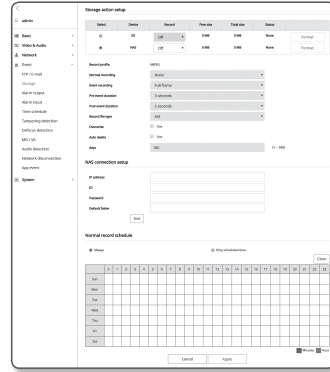 admin
Basic
Video & Audio
Network
Event
FTP / E-mail
Storage
Alarm output
Alarm input
Time schedule
Tampering detection
Defocus detection
MD / VA
Audio detection
Network disconnection
App event
System
Storage action setup
Select Device Record Free size Total size Status
SD Off 0 MB 0 MB None Format
NAS Off 0 MB 0 MB None Format
Record profile MJPEG
Normal recording None
Event recording Full frame
Pre event duration 5 seconds
Post event duration 5 seconds
Record file type AVI
Overwrite Use
Auto delete Use
days 180 (1 ~ 180)
NAS connection setup
IP address
ID
Password
Default folder
Test
Normal record schedule
Always Only scheduled time
Clear
0 1 2 3 4 5 6 7 8 9 10 11 12 13 14 15 16 17 18 19 20 21 22 23
Sun
Mon
Tue
Wed
Thu
Fri
Sat
Minutes Hour
Cancel Apply